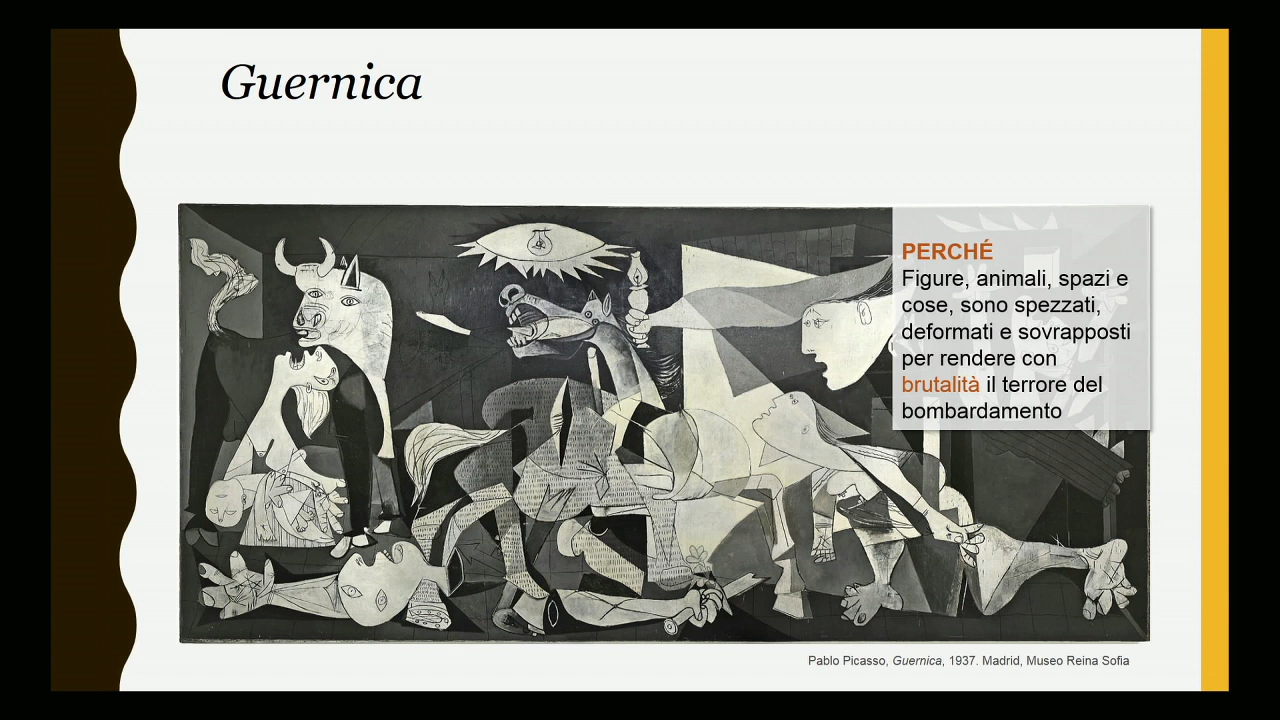 Guernica
PERCHÉ
Figure, animali, spazi e
cose, sono spezzati,
deformati e sovrapposti
per rendere con
brutalità il terrore del
bombardamento
Pablo Picasso, Guernica, 1937. Madrid, Museo Reina Sofia